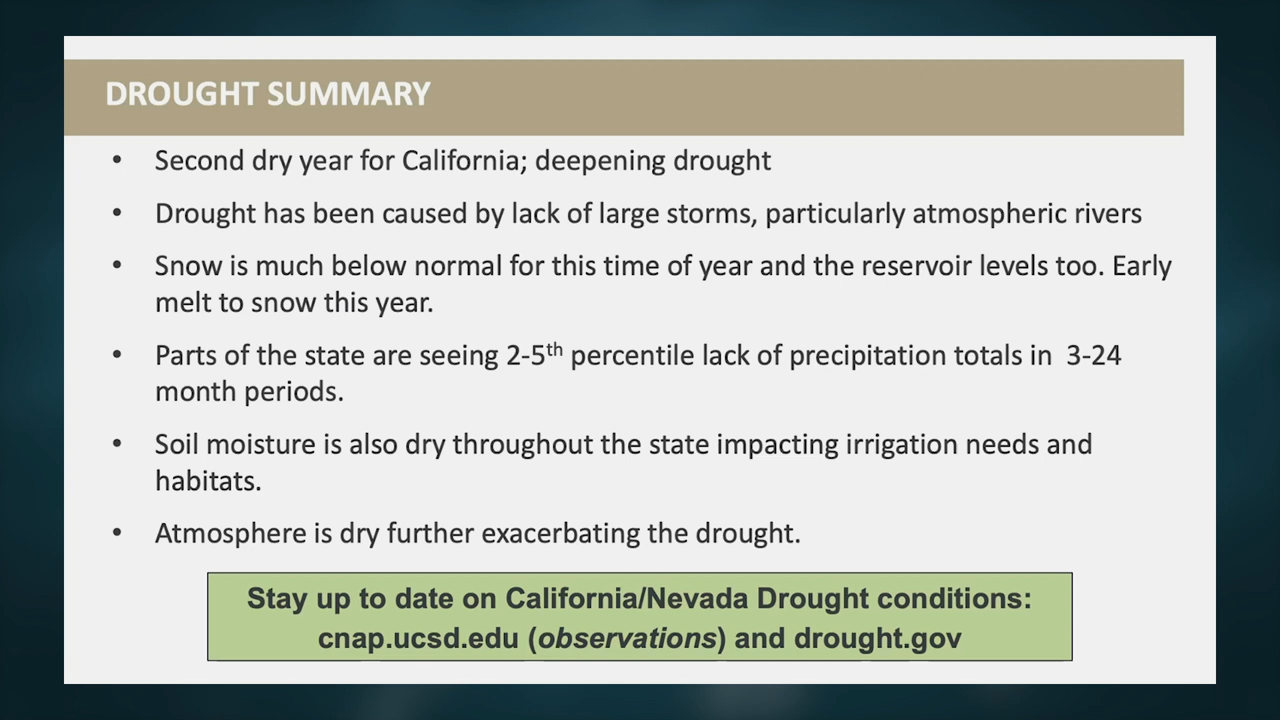 DROUGHT SUMMARY
• Second dry year for California; deepening drought
• Drought has been caused by lack of large storms, particularly atmospheric rivers
• Snow is much below normal for this time of year and the reservoir levels too. Early
melt to snow this year.
• Parts of the state are seeing 2-5th percentile lack of precipitation totals in 3-24
month periods.
• Soil moisture is also dry throughout the state impacting irrigation needs and
habitats.
• Atmosphere is dry further exacerbating the drought.
Stay up to date on California/Nevada Drought conditions:
cnap.ucsd.edu (observations) and drought.gov